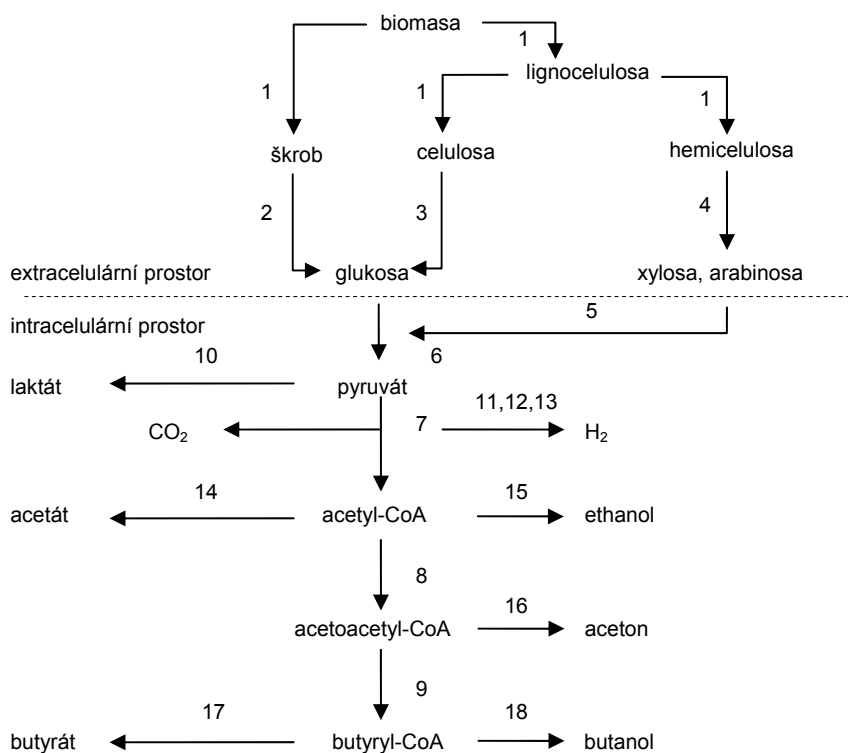 biomasa
1
lignocelulosa
1 1 1
škrob celulosa hemicelulosa
2 3 4
extracelulární prostor glukosa xylosa, arabinosa
5
intracelulární prostor
10 6
laktát pyruvát 11,12,13
CO₂ 7 H₂
14 15
acetát acetyl-CoA ethanol
8
16
acetoacetyl-CoA aceton
9
17 18
butyrát butyryl-CoA butanol